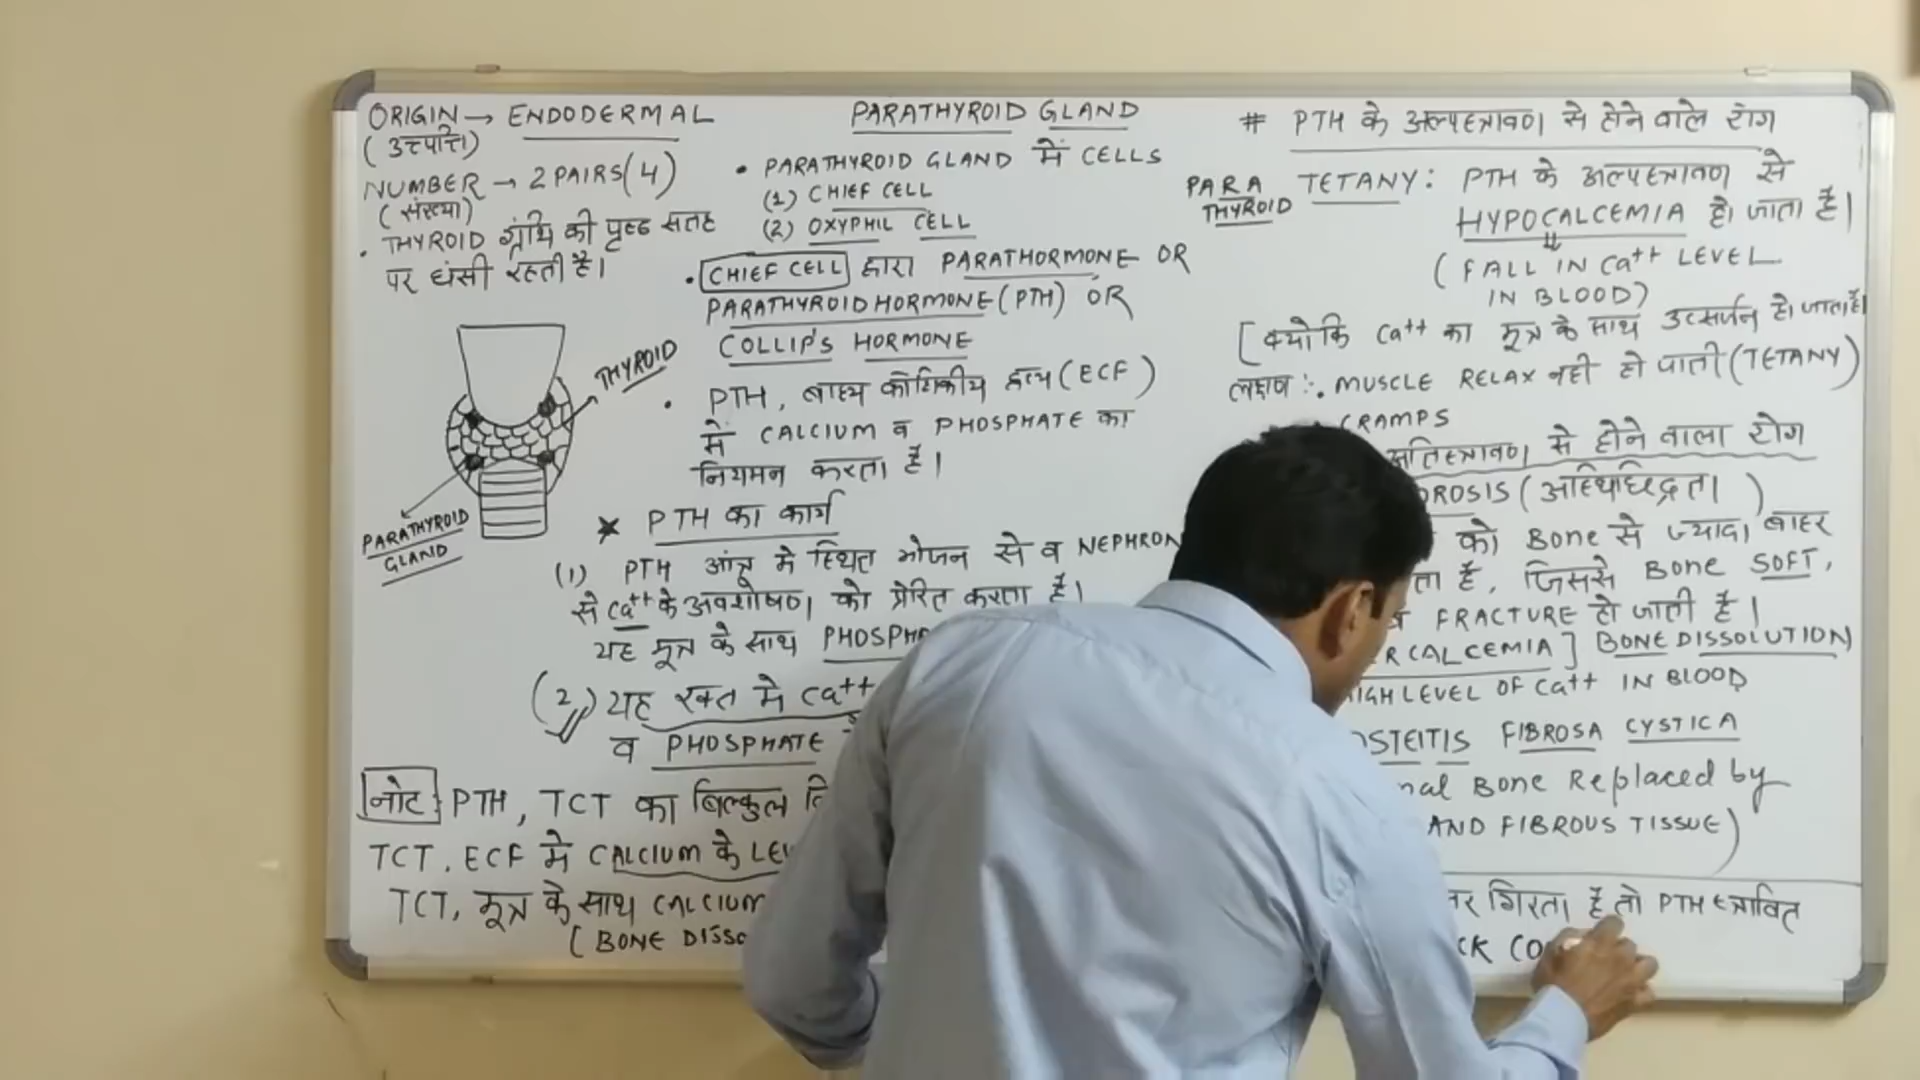 ORIGIN → ENDODERMAL
(उत्पत्ति)
NUMBER → 2 PAIRS (4)
(संख्या)
• THYROID ग्रंथि की पृष्ठ सतह
पर धंसी रहती है।
THYROID
PARATHYROID
GLAND
PARATHYROID GLAND
• PARATHYROID GLAND में CELLS
(1) CHIEF CELL
(2) OXYPHIL CELL
• CHIEF CELL द्वारा PARATHORMONE OR
PARATHYROID HORMONE (PTH) OR
COLLIP'S HORMONE
• PTH, बाह्य कोशिकीय द्रव्य (ECF)
में CALCIUM व PHOSPHATE का
नियमन करता है।
★ PTH का कार्य
(1) PTH आंत्र मे स्थित भोजन से व NEPHRON
से Ca++ के अवशोषण को प्रेरित करता है।
यह मूत्र के साथ
(2) यह रक्त मे Ca++
व PHOSPHATE
नोट: PTH, TCT का बिल्कुल
TCT, ECF मे CALCIUM के
TCT, मूत्र के साथ CALCIUM
(BONE
# PTH के अल्पस्त्रावण से होने वाले रोग
PARA
THYROID
TETANY: PTH के अल्पस्त्रावण से
HYPOCALCEMIA हो जाता है।
(FALL IN Ca++ LEVEL
IN BLOOD)
[क्योकि Ca++ का मूत्र के साथ उत्सर्जन हो जाता है।
लक्षण :• MUSCLE RELAX नही हो पाती (TETANY)
CRAMPS
अतिस्त्रावण से होने वाला रोग
(अस्थिछिद्रता)
को Bone से ज्यादा बाहर
है, जिससे Bone SOFT,
FRACTURE हो जाती है।
CALCEMIA] BONE DISSOLUTION)
HIGH LEVEL OF Ca++ IN BLOOD
OSTEITIS FIBROSA CYSTICA
Bone Replaced by
AND FIBROUS TISSUE)
गिरता है तो PTH स्त्रावित